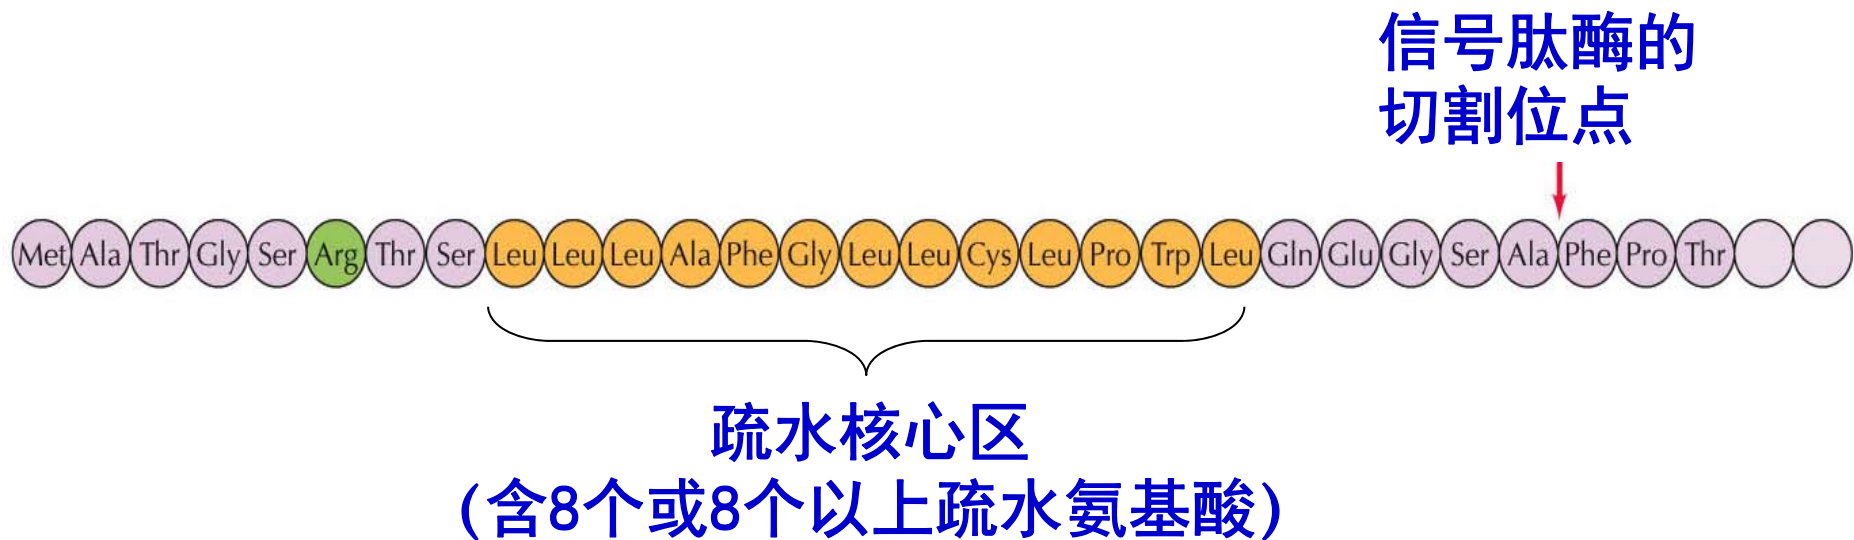 信号肽酶的
切割位点
Met Ala Thr Gly Ser Arg Thr Ser Leu Leu Leu Ala Phe Gly Leu Leu Cys Leu Pro Trp Leu Gln Glu Gly Ser Ala Phe Pro Thr
疏水核心区
(含8个或8个以上疏水氨基酸)